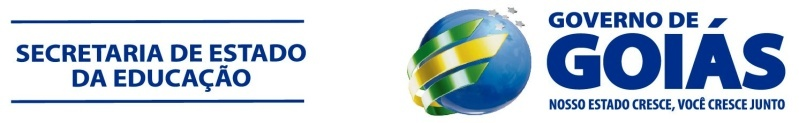 SECRETARIA DE ESTADO
DA EDUCAÇÃO
GOVERNO DE
GOIÁS
NOSSO ESTADO CRESCE, VOCÊ CRESCE JUNTO